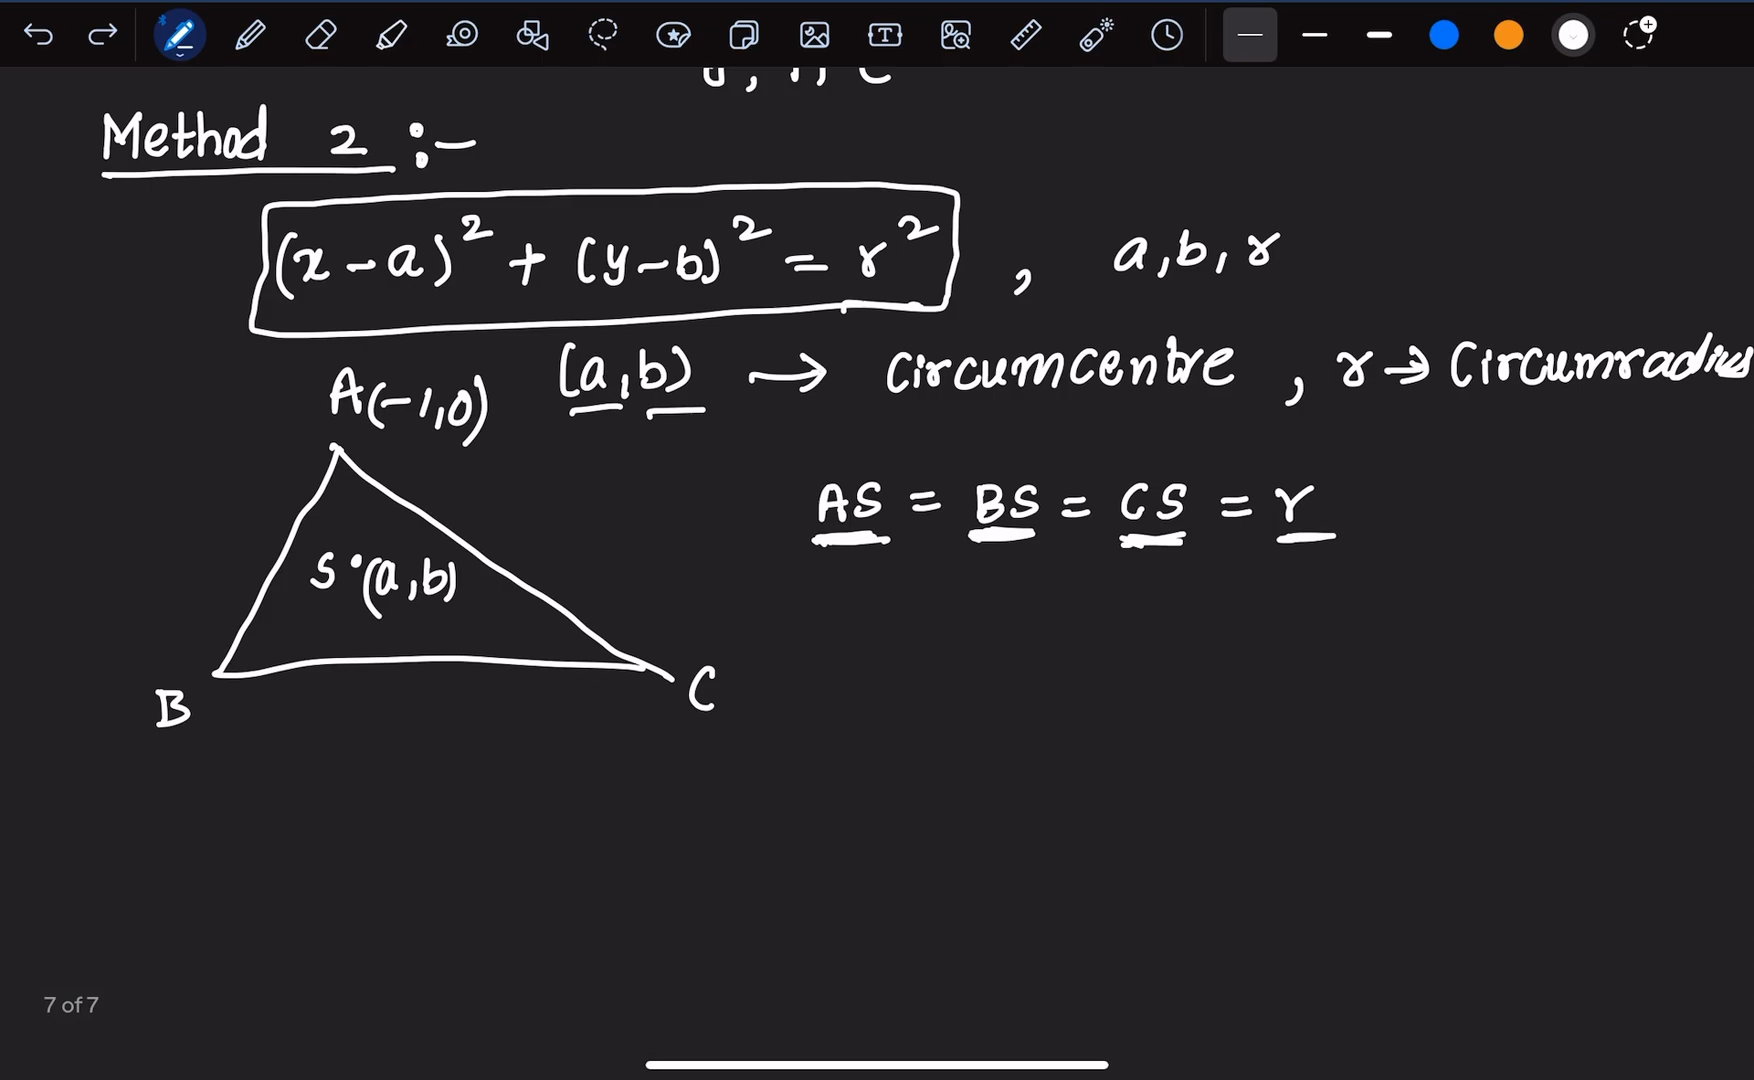 Method 2 :-
(x-a)² + (y-b)² = r² , a, b, r
(a, b) → circumcentre , r → Circumradius
A(-1,0)
AS = BS = CS = r
S (a,b)
B C
7 of 7